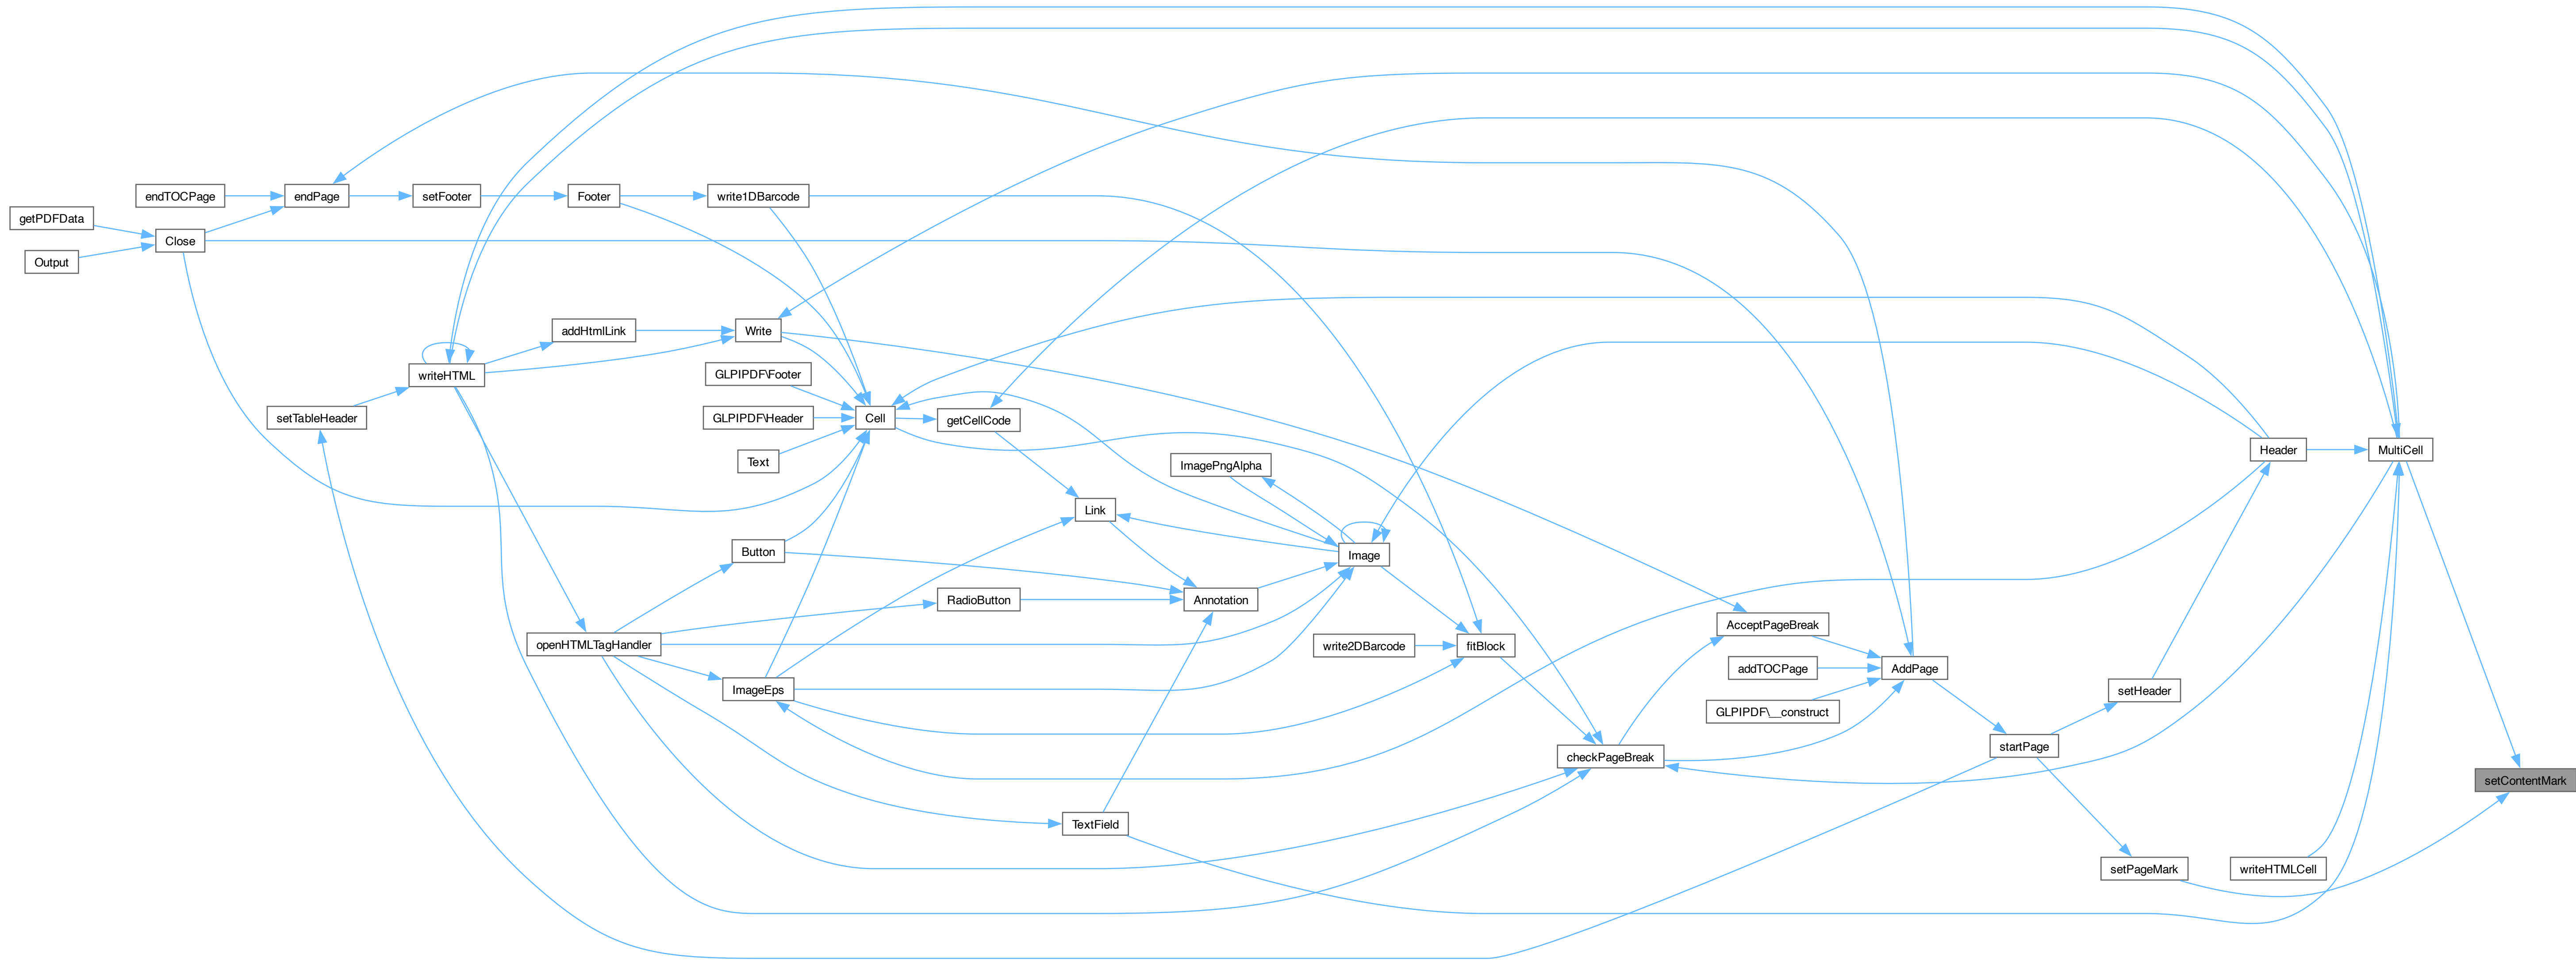 endTOCPage
endPage
setFooter
Footer
write1DBarcode
getPDFData
Close
Output
addHtmlLink
Write
writeHTML
GLPIPDF\Footer
setTableHeader
GLPIPDF\Header
Cell
getCellCode
Text
ImagePngAlpha
Header
MultiCell
Link
Button
Image
RadioButton
Annotation
AcceptPageBreak
openHTMLTagHandler
write2DBarcode
fitBlock
addTOCPage
AddPage
ImageEps
setHeader
GLPIPDF\__construct
checkPageBreak
startPage
setContentMark
TextField
setPageMark
writeHTMLCell